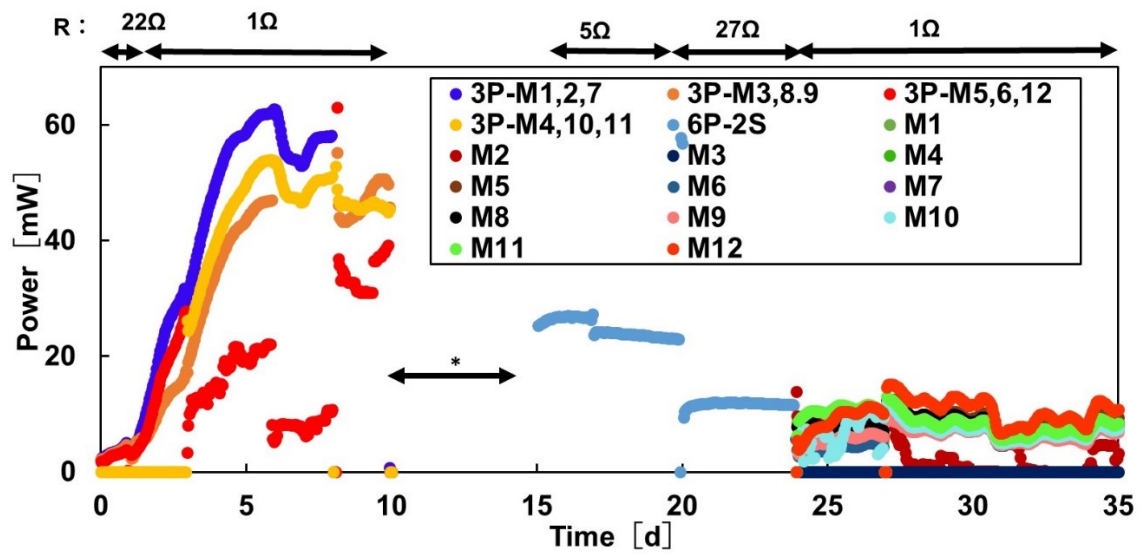 R：
22Ω
1Ω
5Ω
27Ω
1Ω
3P-M1,2,7
3P-M3,8.9
3P-M5,6,12
3P-M4,10,11
6P-2S
M1
M2
M3
M4
M5
M6
M7
M8
M9
M10
M11
M12
Power［mW］
60
40
20
0
*
0
5
10
15
20
25
30
35
Time［d］